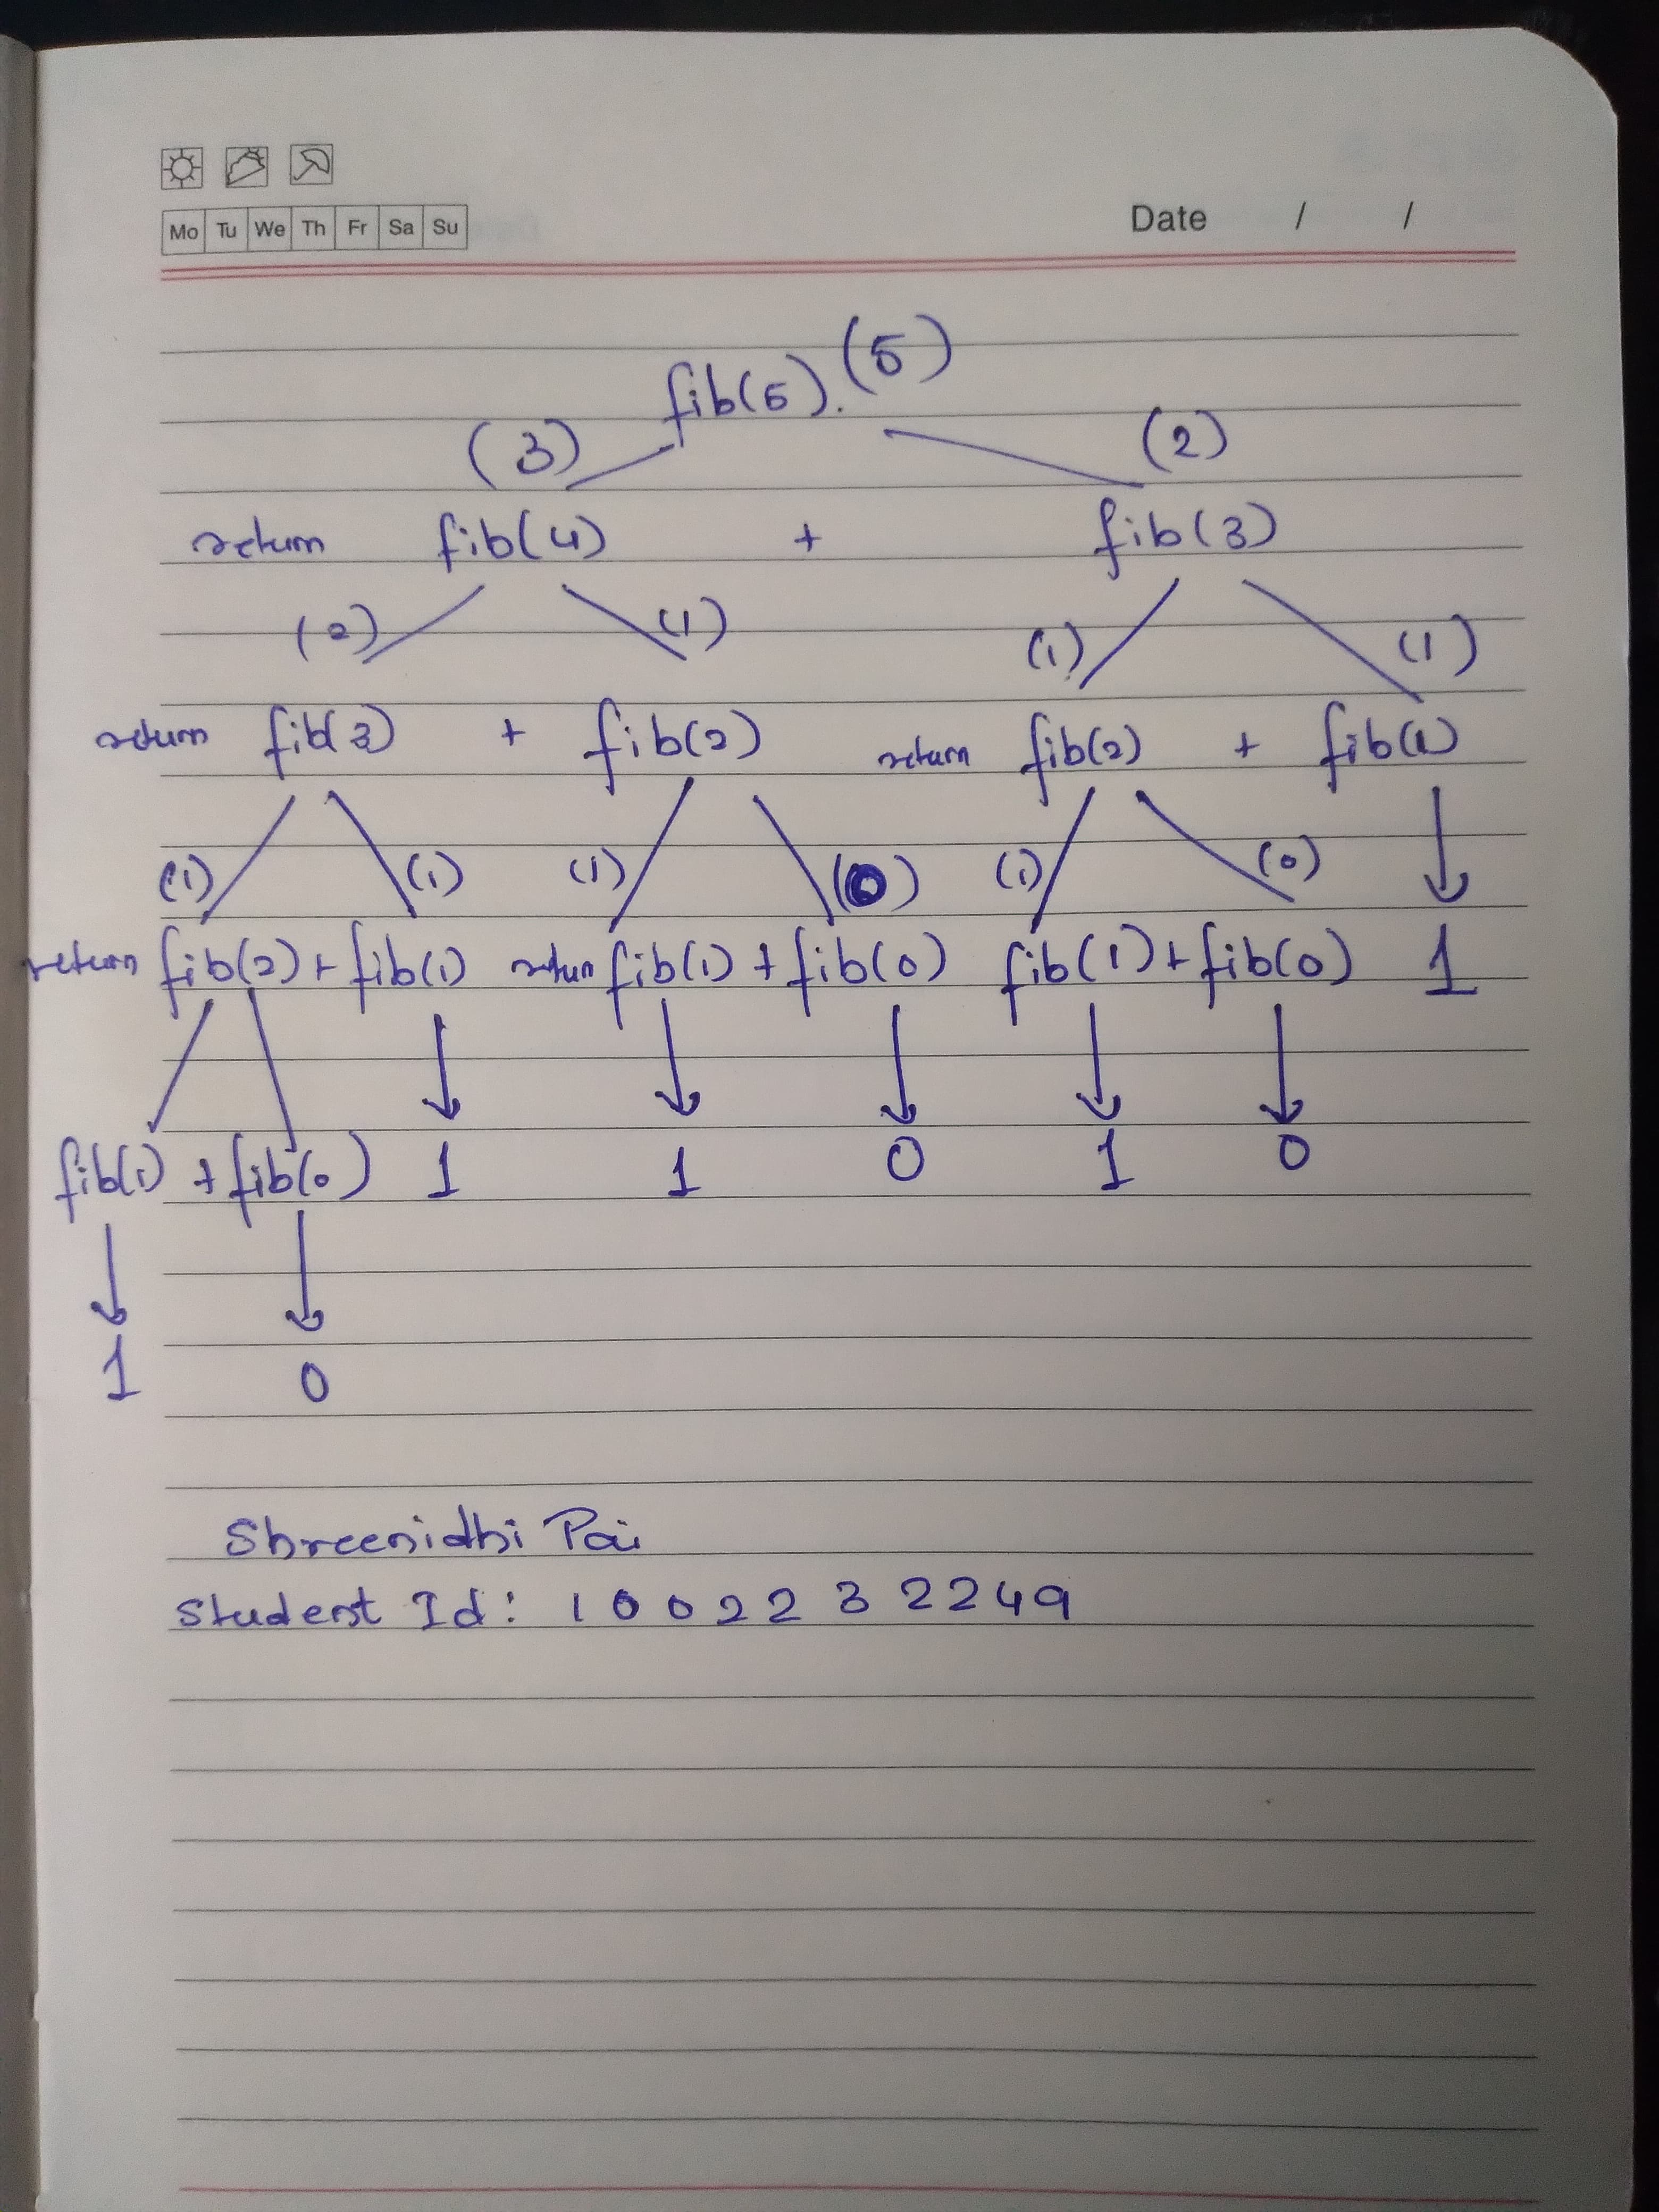 Mo Tu We Th Fr Sa Su
Date / /
fib(5). (5)
(3) (2)
return fib(4) + fib(3)
(2) (1) (1) (1)
return fib(3) + fib(2) return fib(2) + fib(1)
(1) (1) (1) (0) (1) (0)
return fib(2) + fib(1) return fib(1) + fib(0) fib(1) + fib(0) 1
fib(1) + fib(0) 1 1 0 1 0
1 0
Shreenidhi Pai
Student Id: 1002232249